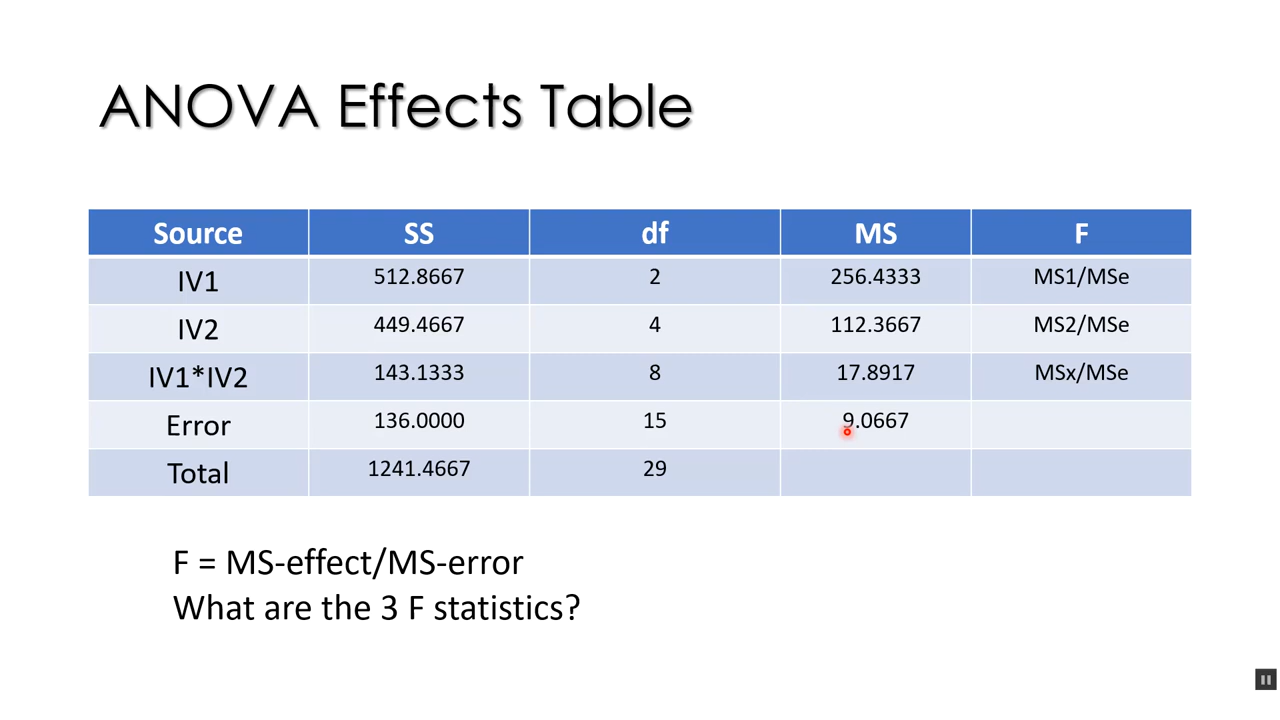 ANOVA Effects Table
Source SS df MS F
IV1 512.8667 2 256.4333 MS1/MSe
IV2 449.4667 4 112.3667 MS2/MSe
IV1*IV2 143.1333 8 17.8917 MSx/MSe
Error 136.0000 15 9.0667
Total 1241.4667 29
F = MS-effect/MS-error
What are the 3 F statistics?